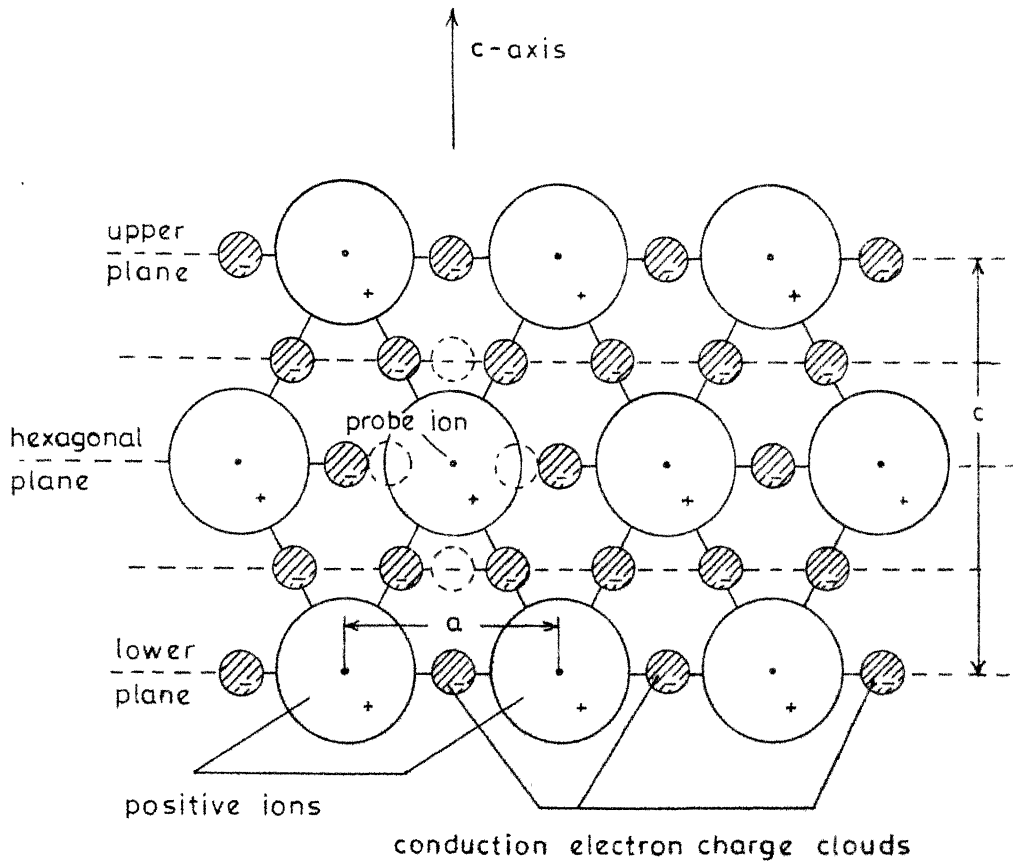 c-axis
upper
plane
probe ion
hexagonal
plane
c
a
lower
plane
positive ions
conduction electron charge clouds